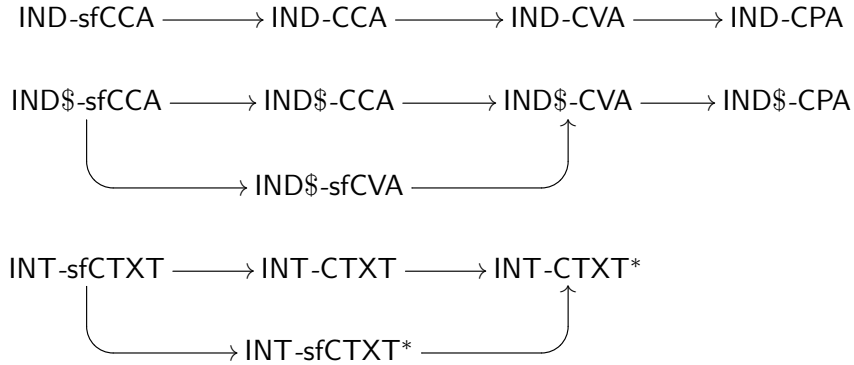 IND-sfCCA IND-CCA IND-CVA IND-CPA
IND$-sfCCA IND$-CCA IND$-CVA IND$-CPA
IND$-sfCVA
INT-sfCTXT INT-CTXT INT-CTXT*
INT-sfCTXT*